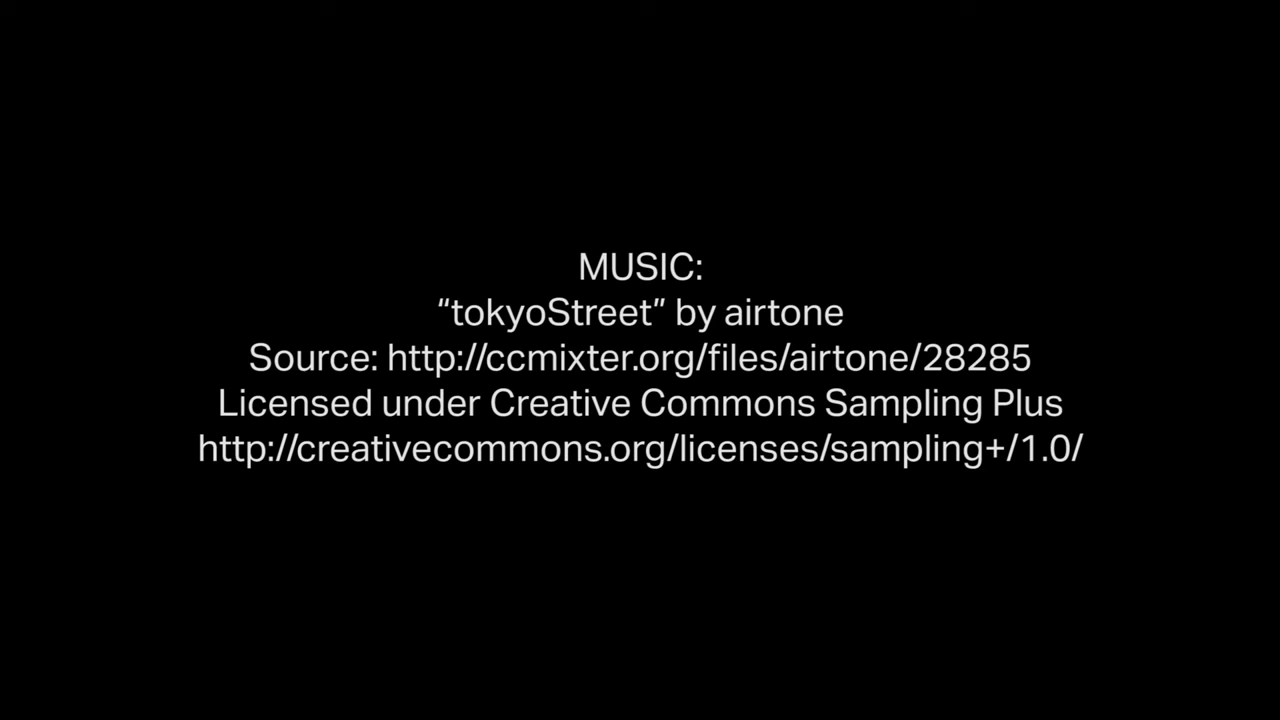 MUSIC:
“tokyoStreet” by airtone
Source: http://ccmixter.org/files/airtone/28285
Licensed under Creative Commons Sampling Plus
http://creativecommons.org/licenses/sampling+/1.0/